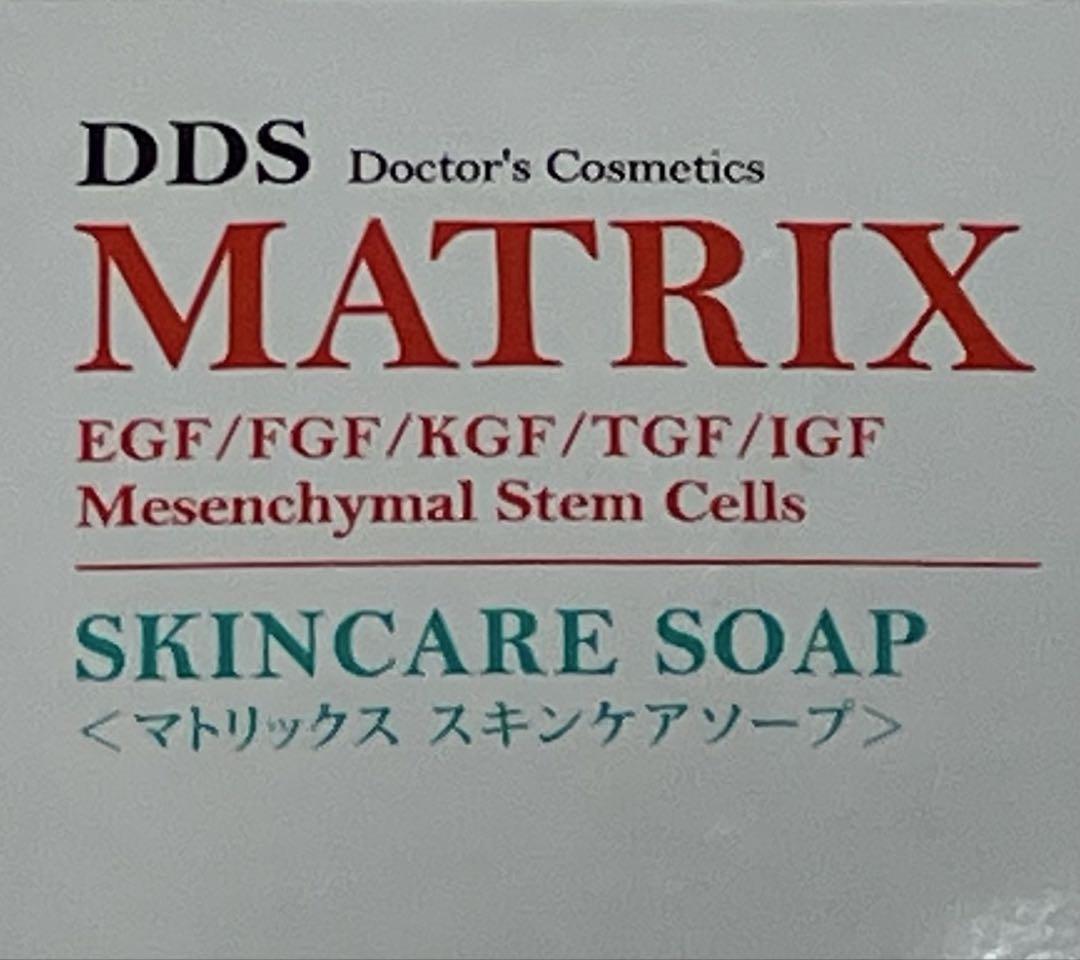 DDS Doctor's Cosmetics
MATRIX
EGF/FGF/KGF/TGF/IGF
Mesenchymal Stem Cells
SKINCARE SOAP
＜マトリックス スキンケアソープ＞